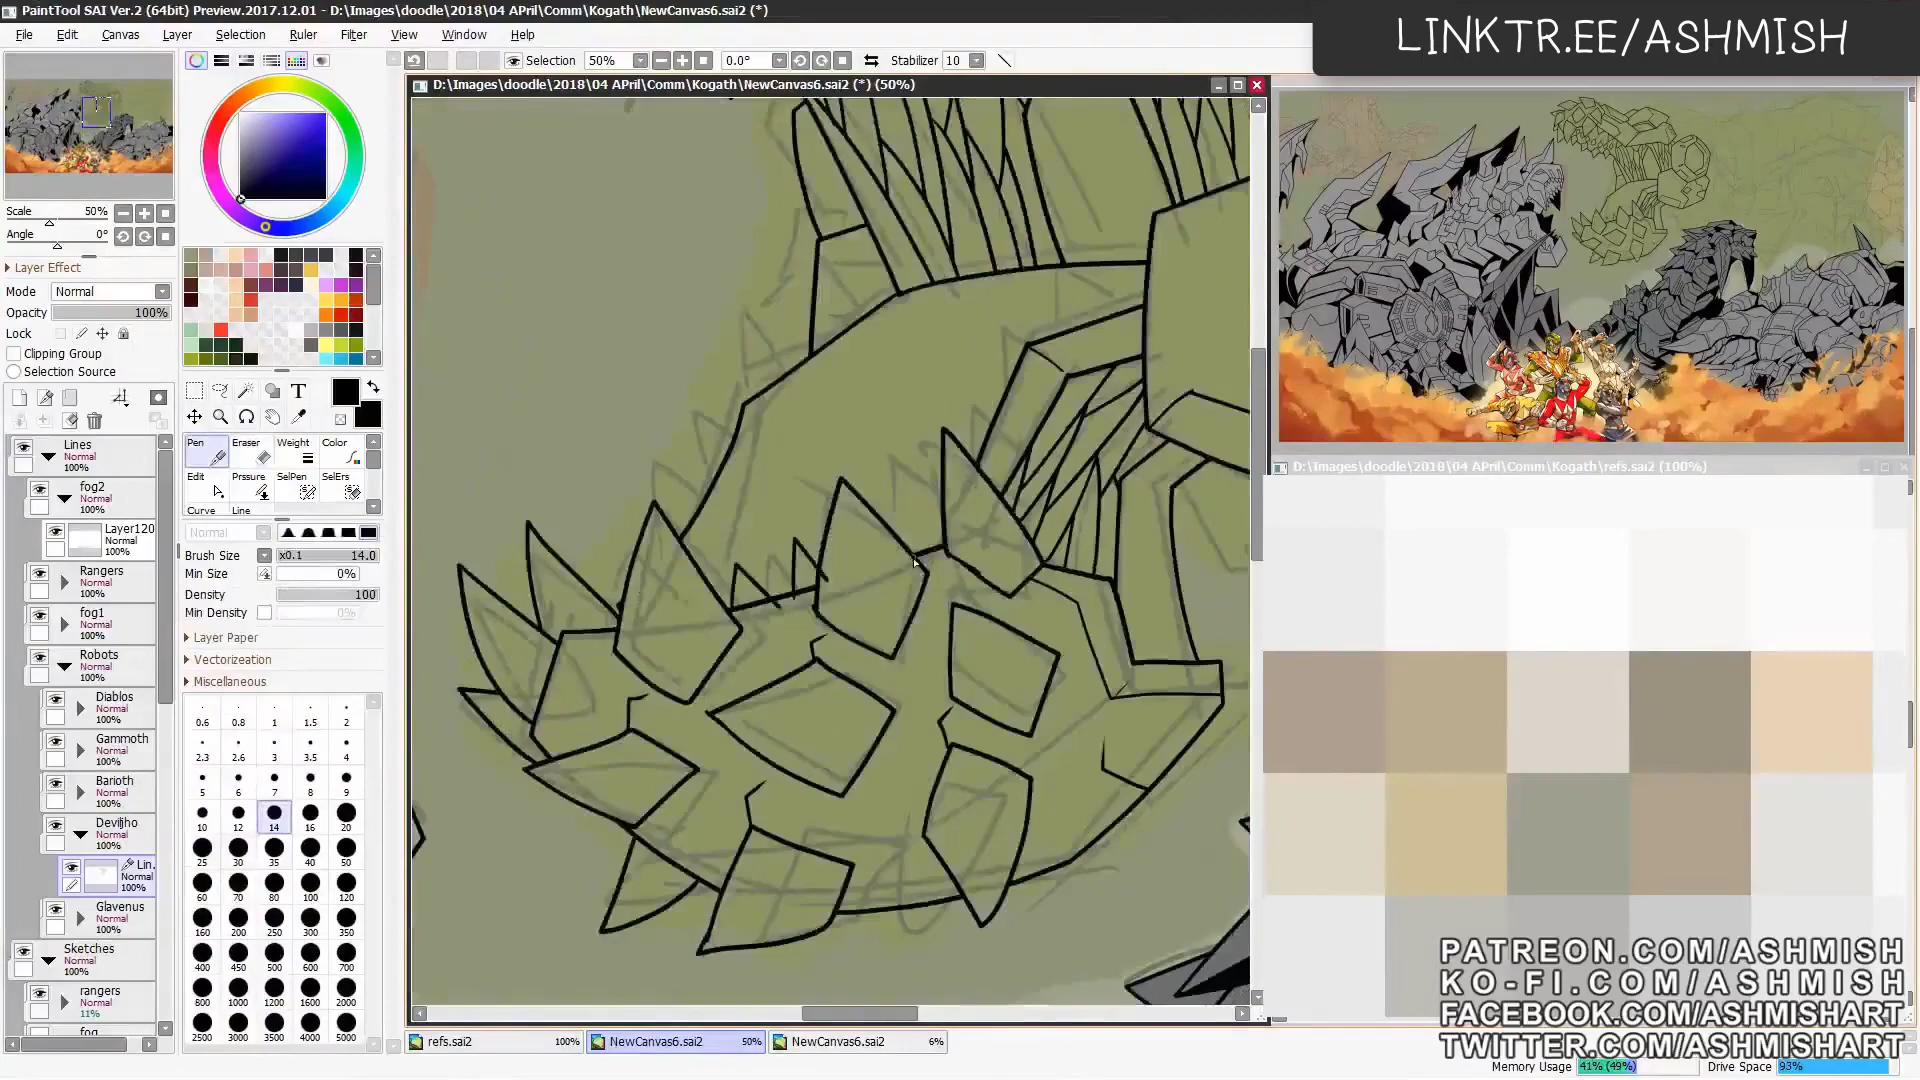 PaintTool SAI Ver.2 (64bit) Preview.2017.12.01 - D:\Images\doodle\2018\04 APril\Comm\Kogath\NewCanvas6.sai2 (*)
LINKTR.EE/ASHMISH
File Edit Canvas Layer Selection Ruler Filter View Window Help
Selection 50% 0.0° Stabilizer 10
D:\Images\doodle\2018\04 APril\Comm\Kogath\NewCanvas6.sai2 (*) (50%)
Scale 50%
Angle 0°
Layer Effect
Mode Normal
Opacity 100%
Lock
Clipping Group
Selection Source
Lines
100%
fog2
Normal
100%
Layer120
Normal
100%
Rangers
Normal
100%
fog1
Normal
100%
Robots
Normal
100%
Diablos
Normal
100%
Gammoth
Normal
100%
Barioth
Normal
100%
Deviljho
Normal
100%
Lin.
Normal
100%
Glavenus
Normal
100%
Sketches
100%
rangers
Normal
11%
fog
T
Pen Eraser Weight Color
Edit Prssure SelPen SelErs
Curve Line
Normal
Brush Size x0.1 14.0
Min Size 0%
Density 100
Min Density 0%
Layer Paper
Vectorizeation
Miscellaneous
0.6 0.8 1 1.5 2
2.3 2.6 3 3.5 4
5 6 7 8 9
10 12 14 16 20
25 30 35 40 50
60 70 80 100 120
160 200 250 300 350
400 450 500 600 700
800 1000 1200 1600 2000
2500 3000 3500 4000 5000
D:\Images\doodle\2018\04 APril\Comm\Kogath\refs.sai2 (100%)
PATREON.COM/ASHMISH
KO-FI.COM/ASHMISH
FACEBOOK.COM/ASHMISHART
TWITTER.COM/ASHMISHART
refs.sai2 100% NewCanvas6.sai2 50% NewCanvas6.sai2 6%
Memory Usage 41% (49%) Drive Space 93%